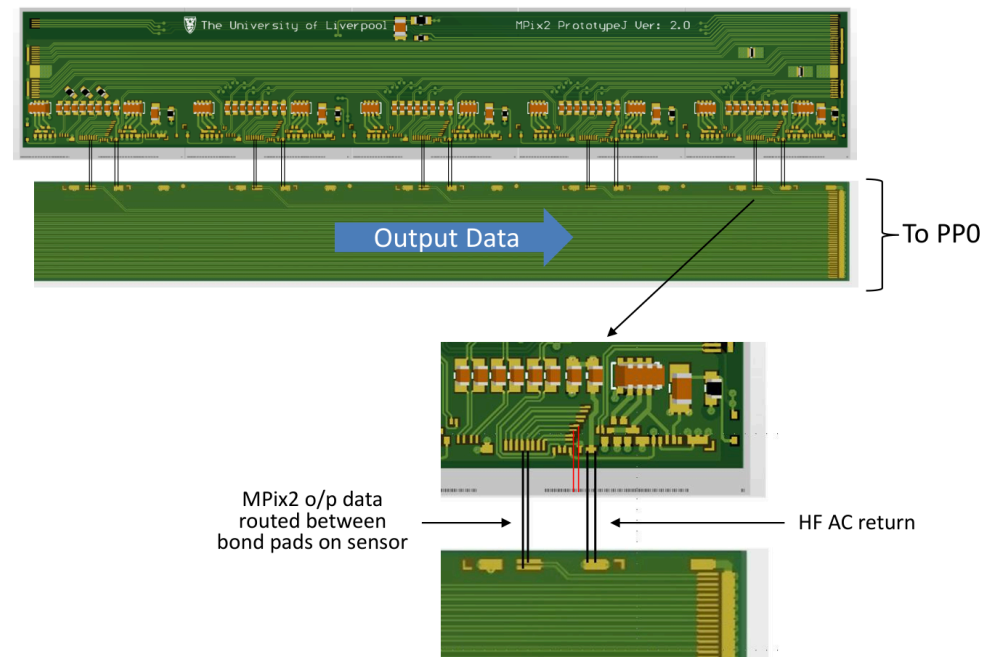 The University of Liverpool
MPix2 PrototypeJ Ver: 2.0
Output Data
To PP0
MPix2 o/p data
routed between
bond pads on sensor
HF AC return